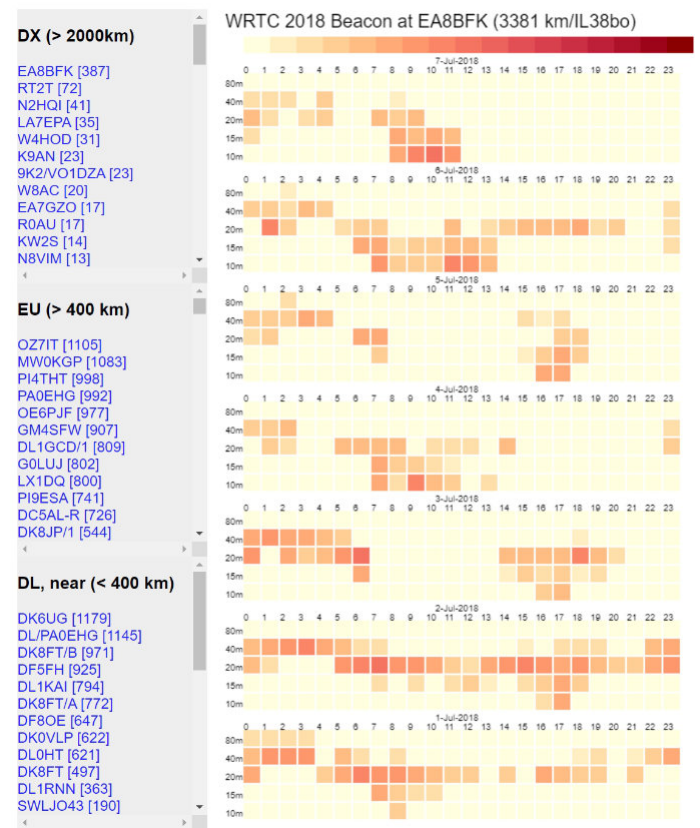 DX (> 2000km)
EA8BFK [387]
RT2T [72]
N2HQI [41]
LA7EPA [35]
W4HOD [31]
K9AN [23]
9K2/VO1DZA [23]
W8AC [20]
EA7GZO [17]
R0AU [17]
KW2S [14]
N8VIM [13]
EU (> 400 km)
OZ7IT [1105]
MW0KGP [1083]
PI4THT [998]
PA0EHG [992]
OE6PJF [977]
GM4SFW [907]
DL1GCD/1 [809]
G0LUJ [802]
LX1DQ [800]
PI9ESA [741]
DC5AL-R [726]
DK8JP/1 [544]
DL, near (< 400 km)
DK6UG [1179]
DL/PA0EHG [1145]
DK8FT/B [971]
DF5FH [925]
DL1KAI [794]
DK8FT/A [772]
DF8OE [647]
DK0VLP [622]
DL0HT [621]
DK8FT [497]
DL1RNN [363]
SWLJO43 [190]
WRTC 2018 Beacon at EA8BFK (3381 km/IL38bo)
7-Jul-2018
0 1 2 3 4 5 6 7 8 9 10 11 12 13 14 15 16 17 18 19 20 21 22 23
80m
40m
20m
15m
10m
6-Jul-2018
0 1 2 3 4 5 6 7 8 9 10 11 12 13 14 15 16 17 18 19 20 21 22 23
80m
40m
20m
15m
10m
5-Jul-2018
0 1 2 3 4 5 6 7 8 9 10 11 12 13 14 15 16 17 18 19 20 21 22 23
80m
40m
20m
15m
10m
4-Jul-2018
0 1 2 3 4 5 6 7 8 9 10 11 12 13 14 15 16 17 18 19 20 21 22 23
80m
40m
20m
15m
10m
3-Jul-2018
0 1 2 3 4 5 6 7 8 9 10 11 12 13 14 15 16 17 18 19 20 21 22 23
80m
40m
20m
15m
10m
2-Jul-2018
0 1 2 3 4 5 6 7 8 9 10 11 12 13 14 15 16 17 18 19 20 21 22 23
80m
40m
20m
15m
10m
1-Jul-2018
0 1 2 3 4 5 6 7 8 9 10 11 12 13 14 15 16 17 18 19 20 21 22 23
80m
40m
20m
15m
10m